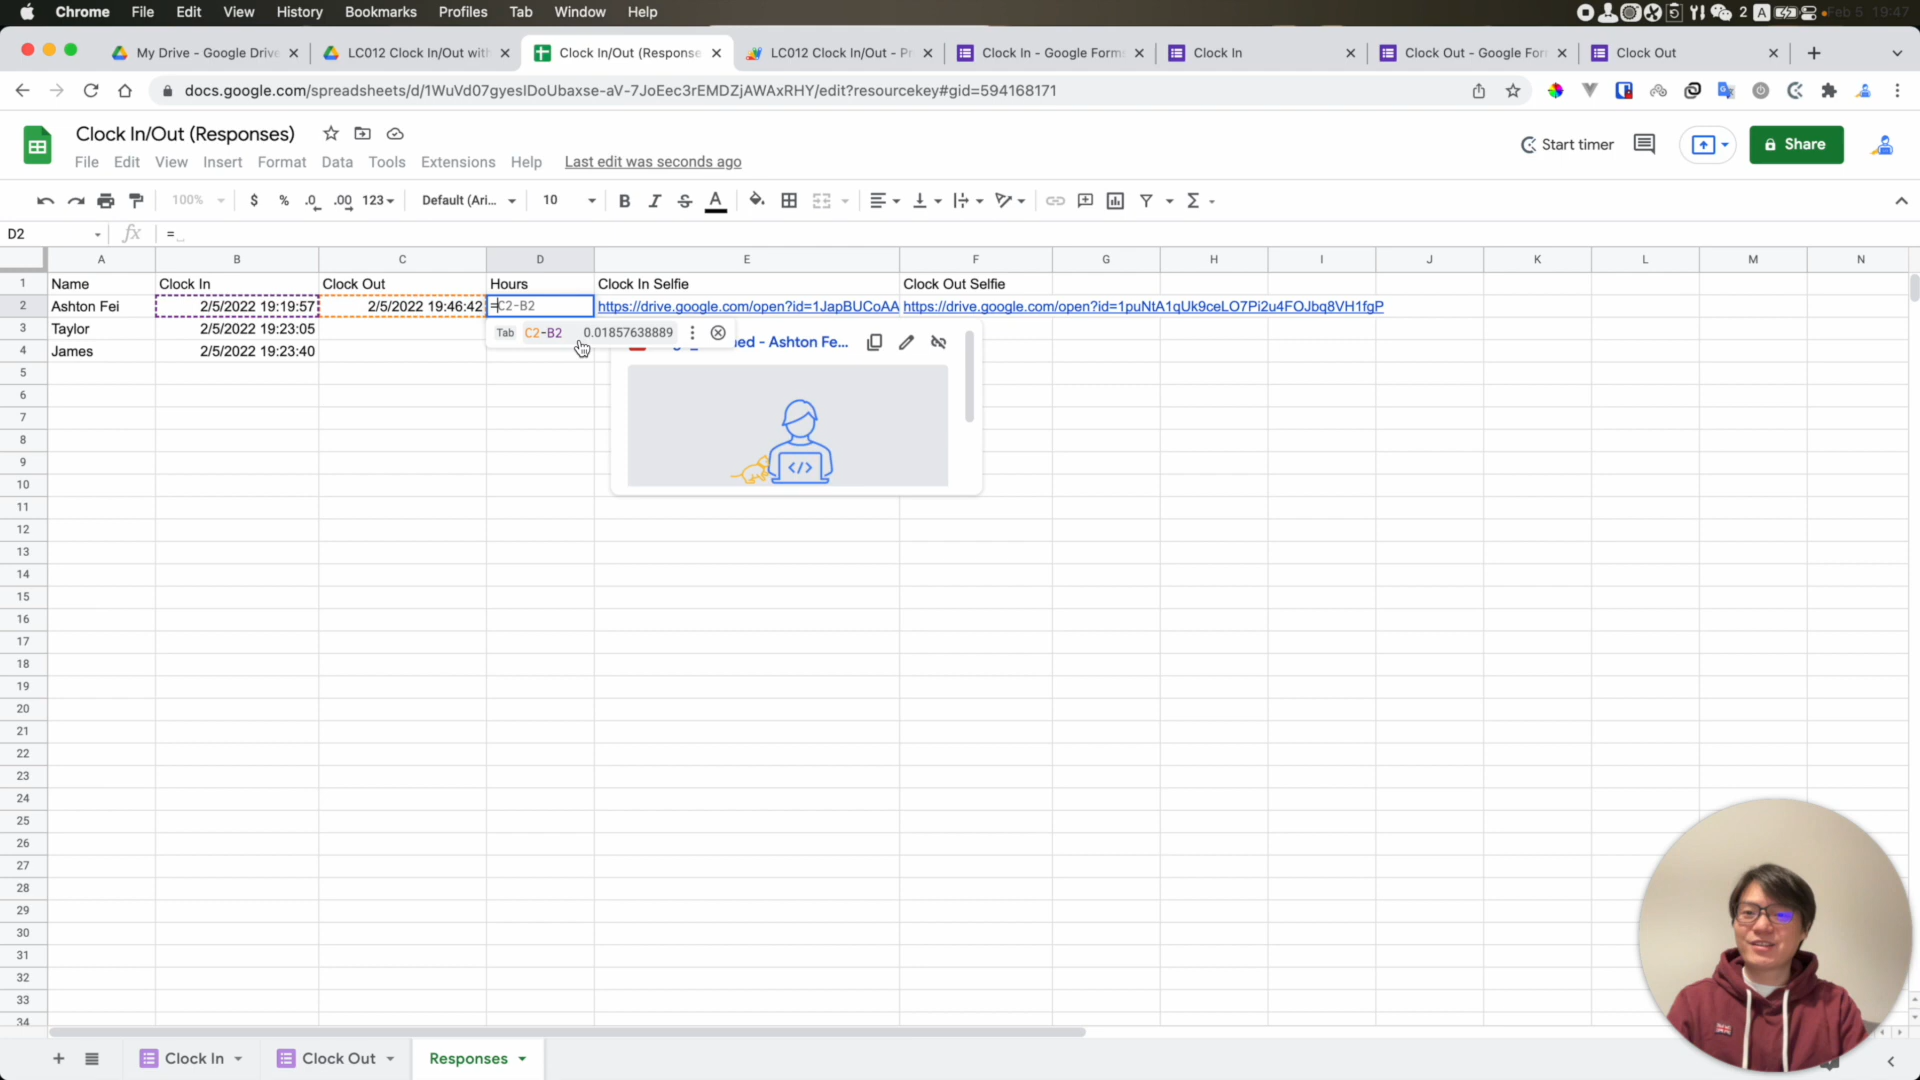 Chrome File Edit View History Bookmarks Profiles Tab Window Help 2 A Feb 5 19:47
My Drive - Google Drive LC012 Clock In/Out with Clock In/Out (Response LC012 Clock In/Out - Pr Clock In - Google Forms Clock In Clock Out - Google For Clock Out
docs.google.com/spreadsheets/d/1WuVd07gyesIDoUbaxse-aV-7JoEec3rEMDZjAWAxRHY/edit?resourcekey#gid=594168171
Clock In/Out (Responses) Start timer Share
File Edit View Insert Format Data Tools Extensions Help Last edit was seconds ago
100% $ % .0 .00 123 Default (Ari... 10 B I S A Σ
D2 fx =
A B C D E F G H I J K L M N
1 Name Clock In Clock Out Hours Clock In Selfie Clock Out Selfie
2 Ashton Fei 2/5/2022 19:19:57 2/5/2022 19:46:42 =C2-B2 https://drive.google.com/open?id=1JapBUCoAA https://drive.google.com/open?id=1puNtA1qUk9ceLO7Pi2u4FOJbq8VH1fgP
3 Taylor 2/5/2022 19:23:05 Tab C2-B2 0.01857638889
4 James 2/5/2022 19:23:40 ed - Ashton Fe...
5
6
7
8
9
10 </>
11
12
13
14
15
16
17
18
19
20
21
22
23
24
25
26
27
28
29
30
31
32
33
34
Clock In Clock Out Responses